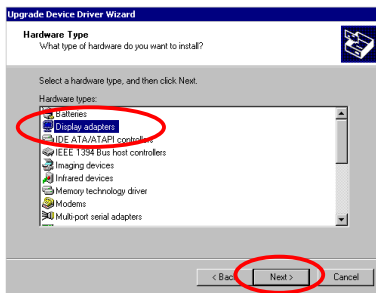 Upgrade Device Driver Wizard
Hardware Type
What type of hardware do you want to install?
Select a hardware type, and then click Next.
Hardware types:
Batteries
Display adapters
IDE ATA/ATAPI controllers
IEEE 1394 Bus host controllers
Imaging devices
Infrared devices
Memory technology driver
Modems
Multi-port serial adapters
< Back
Next >
Cancel